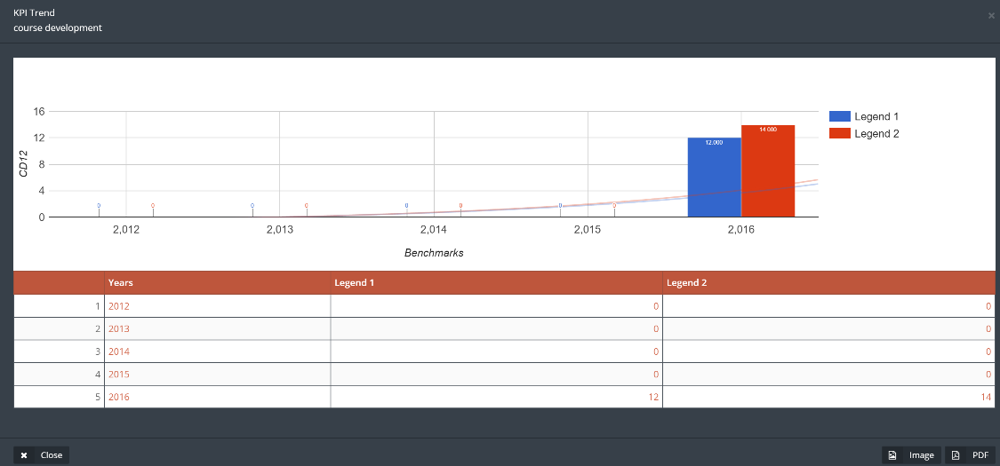 KPI Trend
×
course development
16
12
8
4
0
CD12
0 0 0 0 0 0 0 0 12.000 14.000
2,012 2,013 2,014 2,015 2,016
Benchmarks
Legend 1
Legend 2
Years Legend 1 Legend 2
1 2012 0 0
2 2013 0 0
3 2014 0 0
4 2015 0 0
5 2016 12 14
Close Image PDF